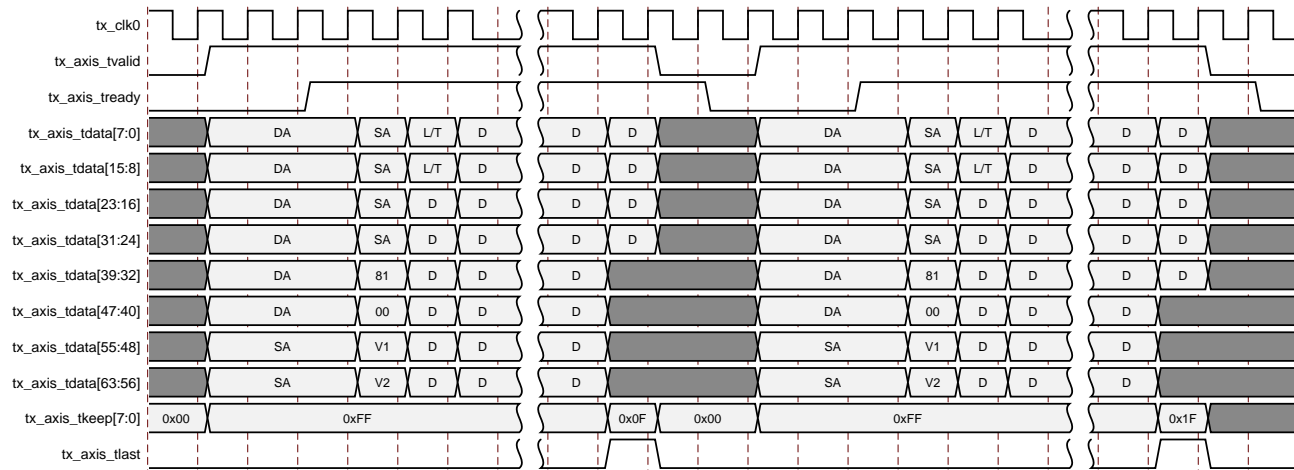 tx_clk0
tx_axis_tvalid
tx_axis_tready
tx_axis_tdata[7:0] DA SA L/T D D D DA SA L/T D D D
tx_axis_tdata[15:8] DA SA L/T D D D DA SA L/T D D D
tx_axis_tdata[23:16] DA SA D D D D DA SA D D D D
tx_axis_tdata[31:24] DA SA D D D D DA SA D D D D
tx_axis_tdata[39:32] DA 81 D D D DA 81 D D D D
tx_axis_tdata[47:40] DA 00 D D D DA 00 D D D
tx_axis_tdata[55:48] SA V1 D D D SA V1 D D D
tx_axis_tdata[63:56] SA V2 D D D SA V2 D D D
tx_axis_tkeep[7:0] 0x00 0xFF 0x0F 0x00 0xFF 0x1F
tx_axis_tlast